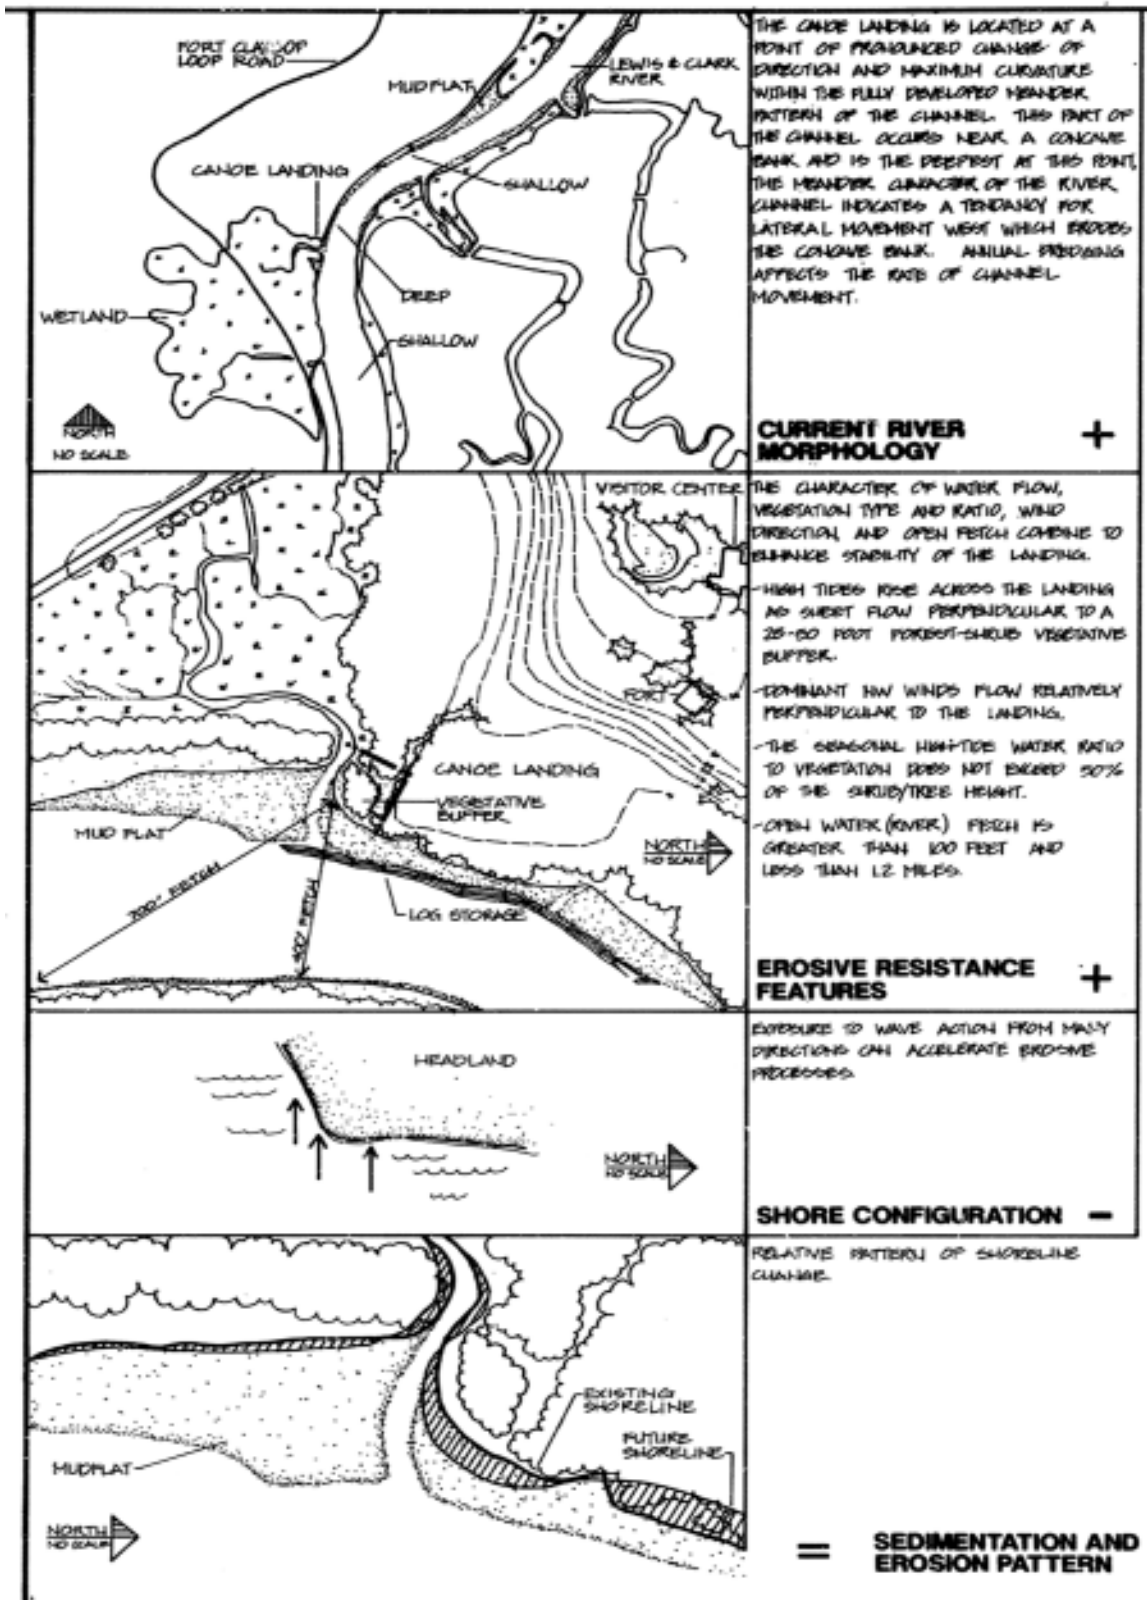 FORT CLATSOP
LOOP ROAD
MUDFLAT
LEWIS & CLARK
RIVER
CANOE LANDING
SHALLOW
DEEP
WETLAND
SHALLOW
NORTH
NO SCALE
THE CANOE LANDING IS LOCATED AT A
POINT OF PRONOUNCED CHANGE OF
DIRECTION AND MAXIMUM CURVATURE
WITHIN THE FULLY DEVELOPED MEANDER
PATTERN OF THE CHANNEL. THIS PART OF
THE CHANNEL OCCURS NEAR A CONCAVE
BANK AND IS THE DEEPEST AT THIS POINT.
THE MEANDER CHARACTER OF THE RIVER
CHANNEL INDICATES A TENDANCY FOR
LATERAL MOVEMENT WEST WHICH ERODES
THE CONCAVE BANK. ANNUAL DREDGING
AFFECTS THE RATE OF CHANNEL
MOVEMENT.
CURRENT RIVER +
MORPHOLOGY
VISITOR CENTER
FORT
CANOE LANDING
VEGETATIVE
BUFFER
MUD FLAT
NORTH
NO SCALE
700' FETCH
400' FETCH
LOG STORAGE
THE CHARACTER OF WATER FLOW,
VEGETATION TYPE AND RATIO, WIND
DIRECTION, AND OPEN FETCH COMBINE TO
ENHANCE STABILITY OF THE LANDING.
-HIGH TIDES RISE ACROSS THE LANDING
AS SHEET FLOW PERPENDICULAR TO A
25-50 FOOT FOREST-SHRUB VEGETATIVE
BUFFER.
-DOMINANT NW WINDS FLOW RELATIVELY
PERPENDICULAR TO THE LANDING.
-THE SEASONAL HIGH-TIDE WATER RATIO
TO VEGETATION DOES NOT EXCEED 50%
OF THE SHRUB/TREE HEIGHT.
-OPEN WATER (RIVER) FETCH IS
GREATER THAN 100 FEET AND
LESS THAN 1.2 MILES.
EROSIVE RESISTANCE +
FEATURES
HEADLAND
NORTH
NO SCALE
EXPOSURE TO WAVE ACTION FROM MANY
DIRECTIONS CAN ACCELERATE EROSIVE
PROCESSES.
SHORE CONFIGURATION -
RELATIVE PATTERN OF SHORELINE
CHANGE.
EXISTING
SHORELINE
FUTURE
SHORELINE
MUDFLAT
NORTH
NO SCALE
= SEDIMENTATION AND
EROSION PATTERN